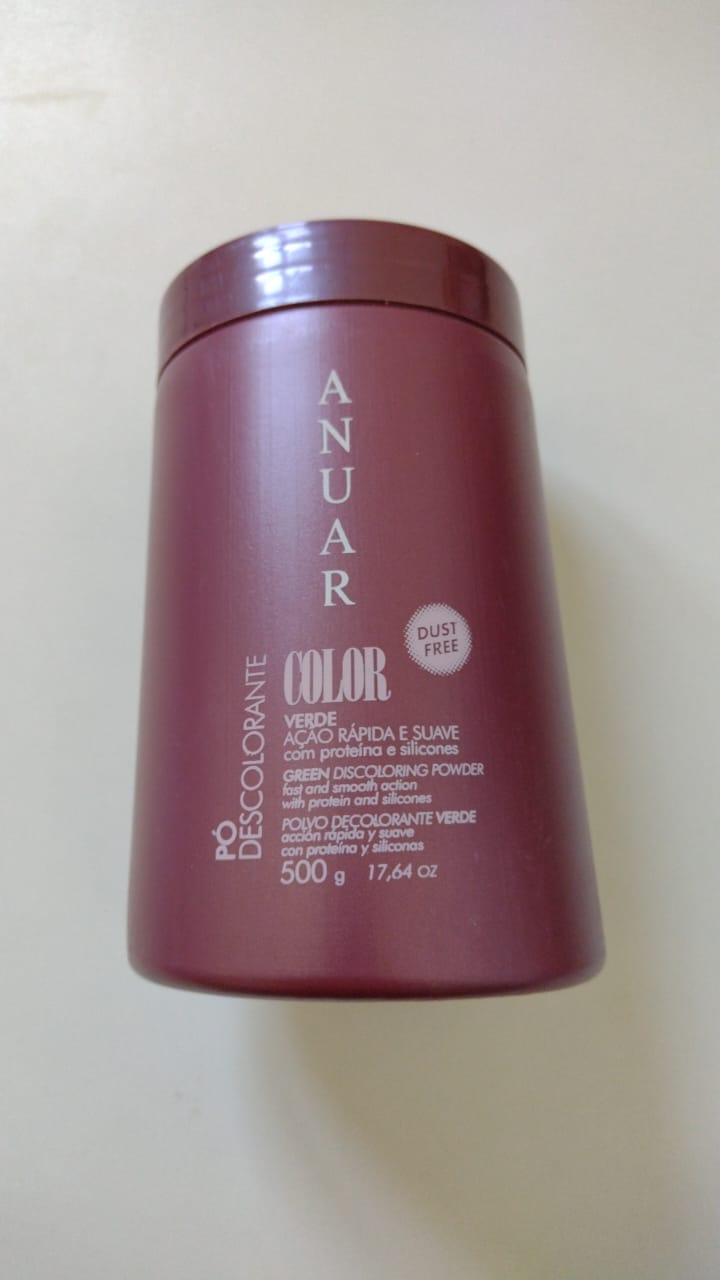 ANUAR
DUST
FREE
COLOR
PÓ
DESCOLORANTE
VERDE
AÇÃO RÁPIDA E SUAVE
com proteína e silicones
GREEN DISCOLORING POWDER
fast and smooth action
with protein and silicones
POLVO DECOLORANTE VERDE
acción rápida y suave
con proteína y siliconas
500 g 17,64 OZ